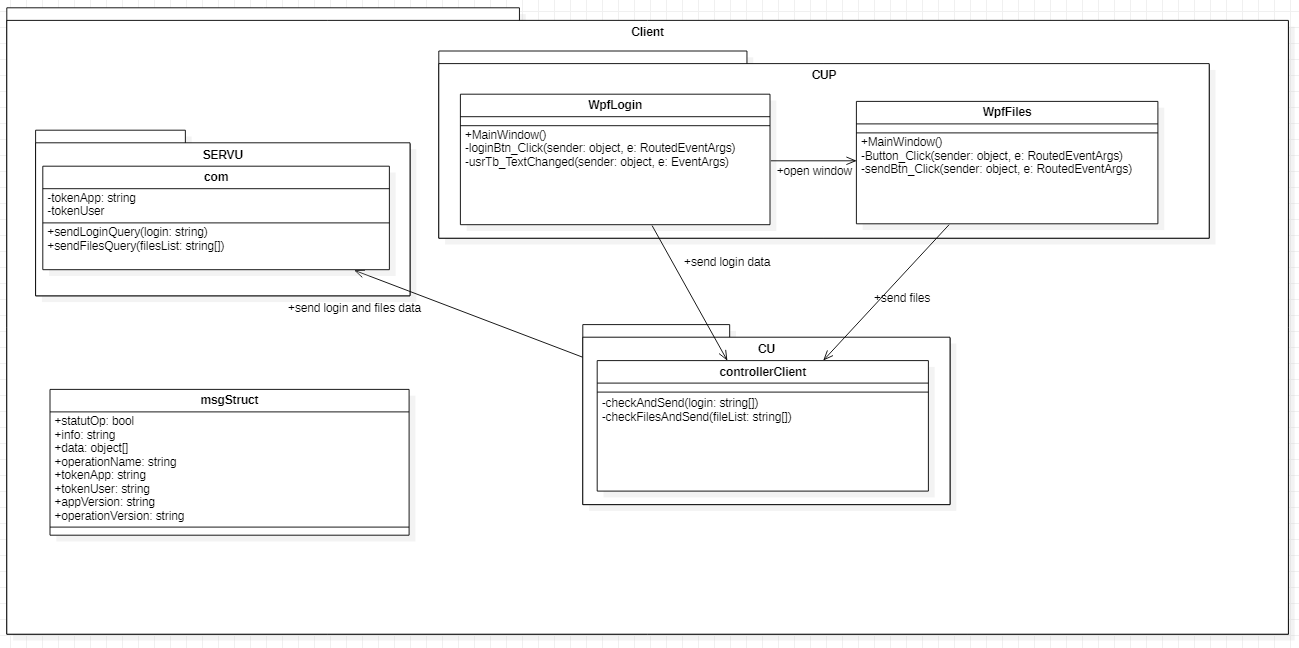 Client
CUP
WpfLogin
+MainWindow()
-loginBtn_Click(sender: object, e: RoutedEventArgs)
-usrTb_TextChanged(sender: object, e: EventArgs)
+open window
WpfFiles
+MainWindow()
-Button_Click(sender: object, e: RoutedEventArgs)
-sendBtn_Click(sender: object, e: RoutedEventArgs)
SERVU
com
-tokenApp: string
-tokenUser
+sendLoginQuery(login: string)
+sendFilesQuery(filesList: string[])
+send login data
+send files
+send login and files data
CU
controllerClient
-checkAndSend(login: string[])
-checkFilesAndSend(fileList: string[])
msgStruct
+statutOp: bool
+info: string
+data: object[]
+operationName: string
+tokenApp: string
+tokenUser: string
+appVersion: string
+operationVersion: string